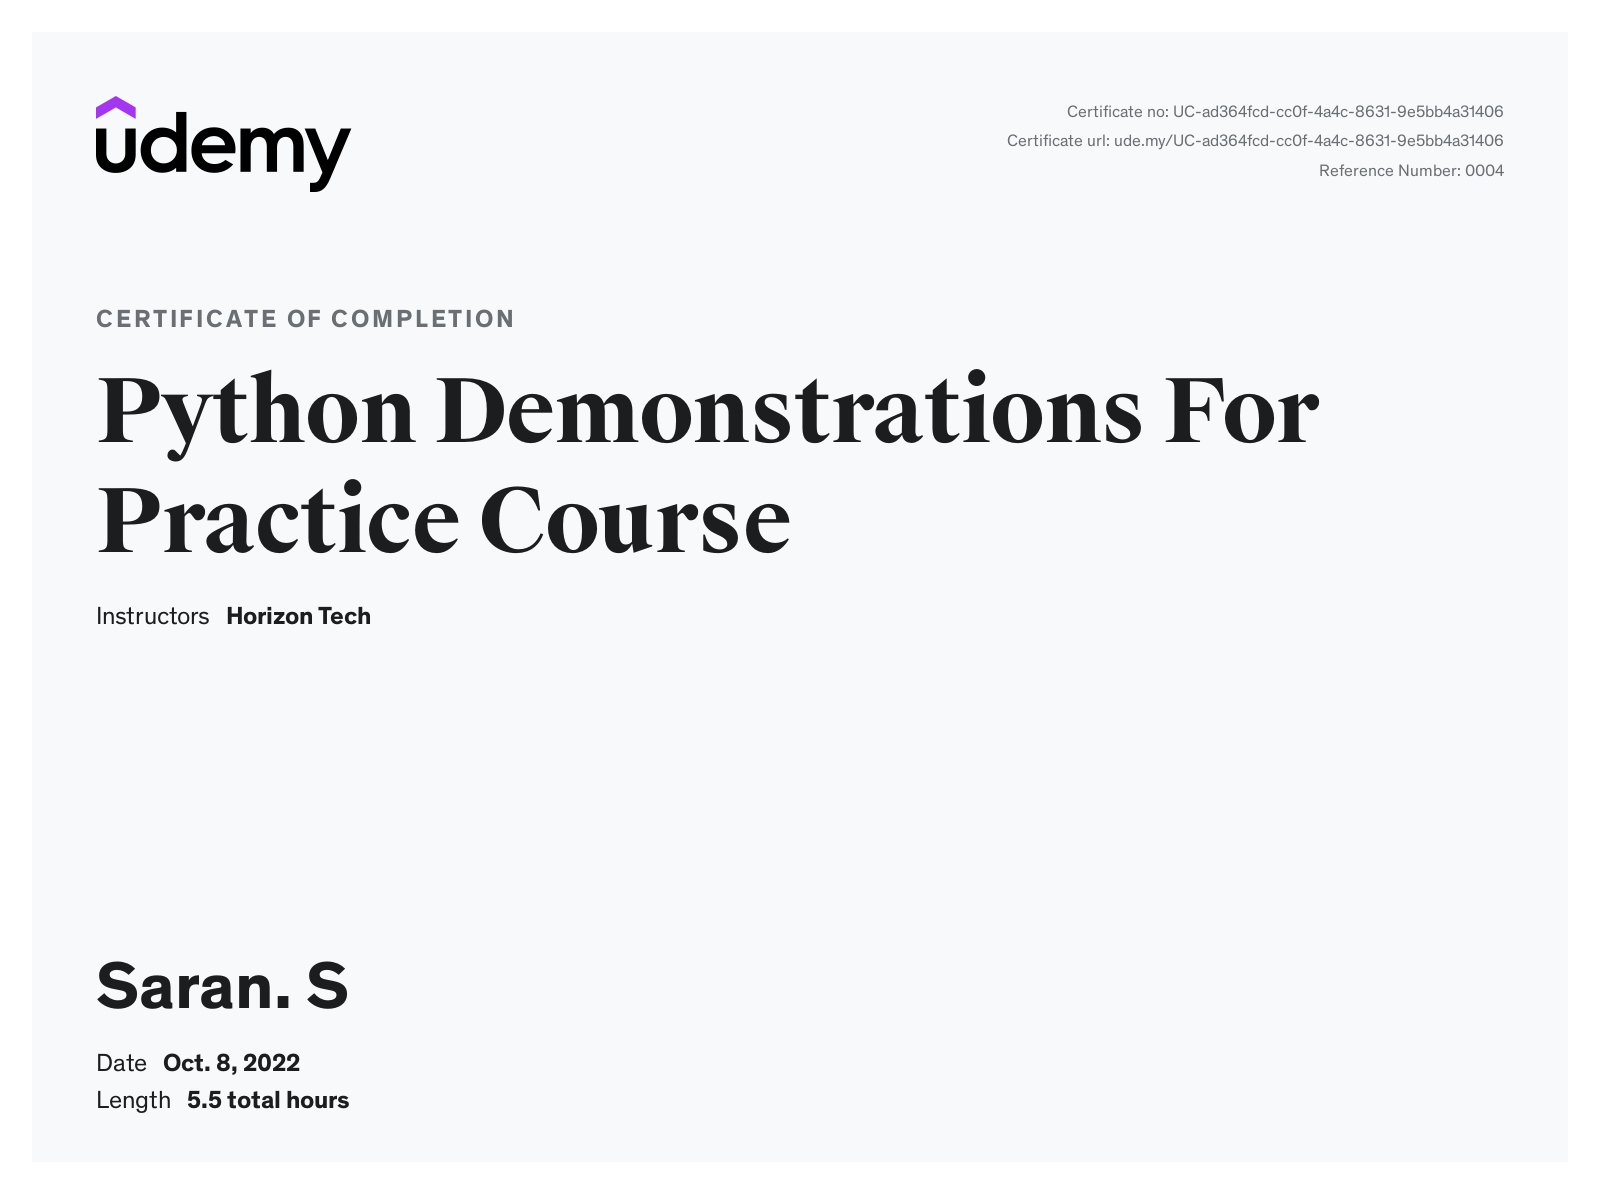 udemy
Certificate no: UC-ad364fcd-cc0f-4a4c-8631-9e5bb4a31406
Certificate url: ude.my/UC-ad364fcd-cc0f-4a4c-8631-9e5bb4a31406
Reference Number: 0004
CERTIFICATE OF COMPLETION
Python Demonstrations For
Practice Course
Instructors Horizon Tech
Saran. S
Date Oct. 8, 2022
Length 5.5 total hours